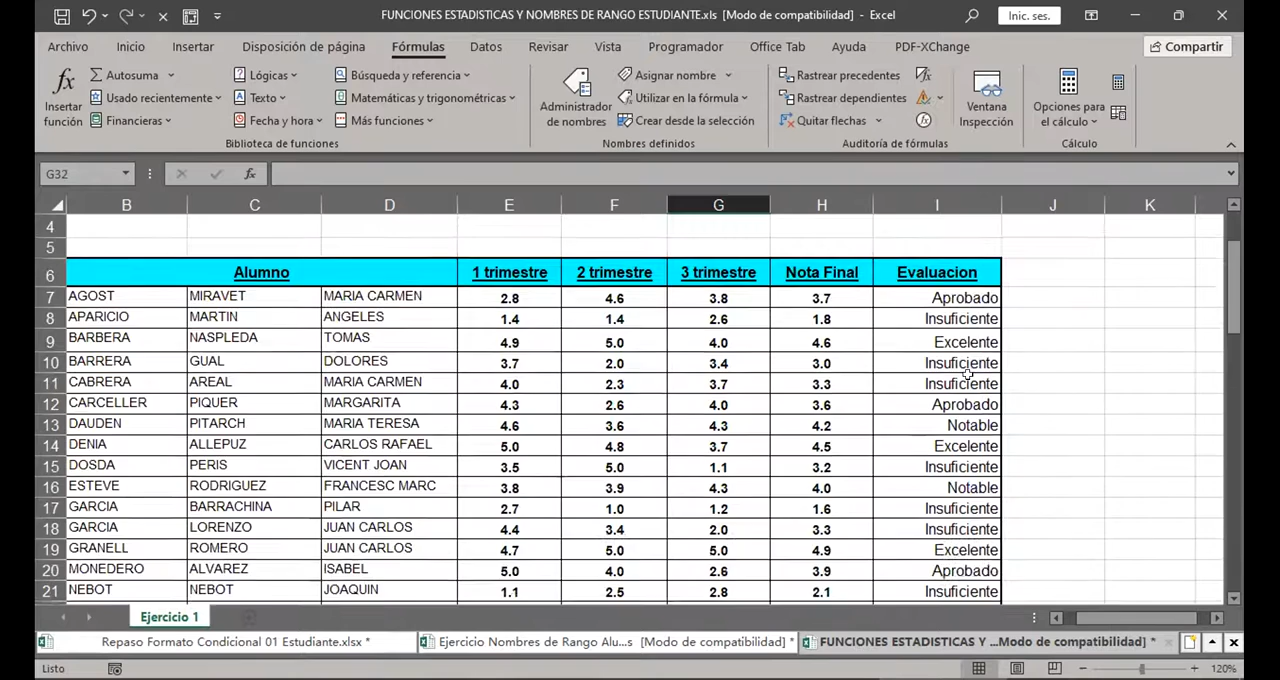 FUNCIONES ESTADISTICAS Y NOMBRES DE RANGO ESTUDIANTE.xls [Modo de compatibilidad] - Excel
Inic. ses.
Archivo Inicio Insertar Disposición de página Fórmulas Datos Revisar Vista Programador Office Tab Ayuda PDF-XChange Compartir
fx Σ Autosuma Lógicas Búsqueda y referencia Asignar nombre Rastrear precedentes
Insertar función Usado recientemente Texto Matemáticas y trigonométricas Administrador de nombres Utilizar en la fórmula Rastrear dependientes Ventana Inspección Opciones para el cálculo
Financieras Fecha y hora Más funciones Crear desde la selección Quitar flechas
Biblioteca de funciones Nombres definidos Auditoría de fórmulas Cálculo
G32 fx
B C D E F G H I J K
4
5
6 Alumno 1 trimestre 2 trimestre 3 trimestre Nota Final Evaluacion
7 AGOST MIRAVET MARIA CARMEN 2.8 4.6 3.8 3.7 Aprobado
8 APARICIO MARTIN ANGELES 1.4 1.4 2.6 1.8 Insuficiente
9 BARBERA NASPLEDA TOMAS 4.9 5.0 4.0 4.6 Excelente
10 BARRERA GUAL DOLORES 3.7 2.0 3.4 3.0 Insuficiente
11 CABRERA AREAL MARIA CARMEN 4.0 2.3 3.7 3.3 Insuficiente
12 CARCELLER PIQUER MARGARITA 4.3 2.6 4.0 3.6 Aprobado
13 DAUDEN PITARCH MARIA TERESA 4.6 3.6 4.3 4.2 Notable
14 DENIA ALLEPUZ CARLOS RAFAEL 5.0 4.8 3.7 4.5 Excelente
15 DOSDA PERIS VICENT JOAN 3.5 5.0 1.1 3.2 Insuficiente
16 ESTEVE RODRIGUEZ FRANCESC MARC 3.8 3.9 4.3 4.0 Notable
17 GARCIA BARRACHINA PILAR 2.7 1.0 1.2 1.6 Insuficiente
18 GARCIA LORENZO JUAN CARLOS 4.4 3.4 2.0 3.3 Insuficiente
19 GRANELL ROMERO JUAN CARLOS 4.7 5.0 5.0 4.9 Excelente
20 MONEDERO ALVAREZ ISABEL 5.0 4.0 2.6 3.9 Aprobado
21 NEBOT NEBOT JOAQUIN 1.1 2.5 2.8 2.1 Insuficiente
Ejercicio 1
Repaso Formato Condicional 01 Estudiante.xlsx * Ejercicio Nombres de Rango Alu...s [Modo de compatibilidad] * FUNCIONES ESTADISTICAS Y ...Modo de compatibilidad] *
Listo 120%